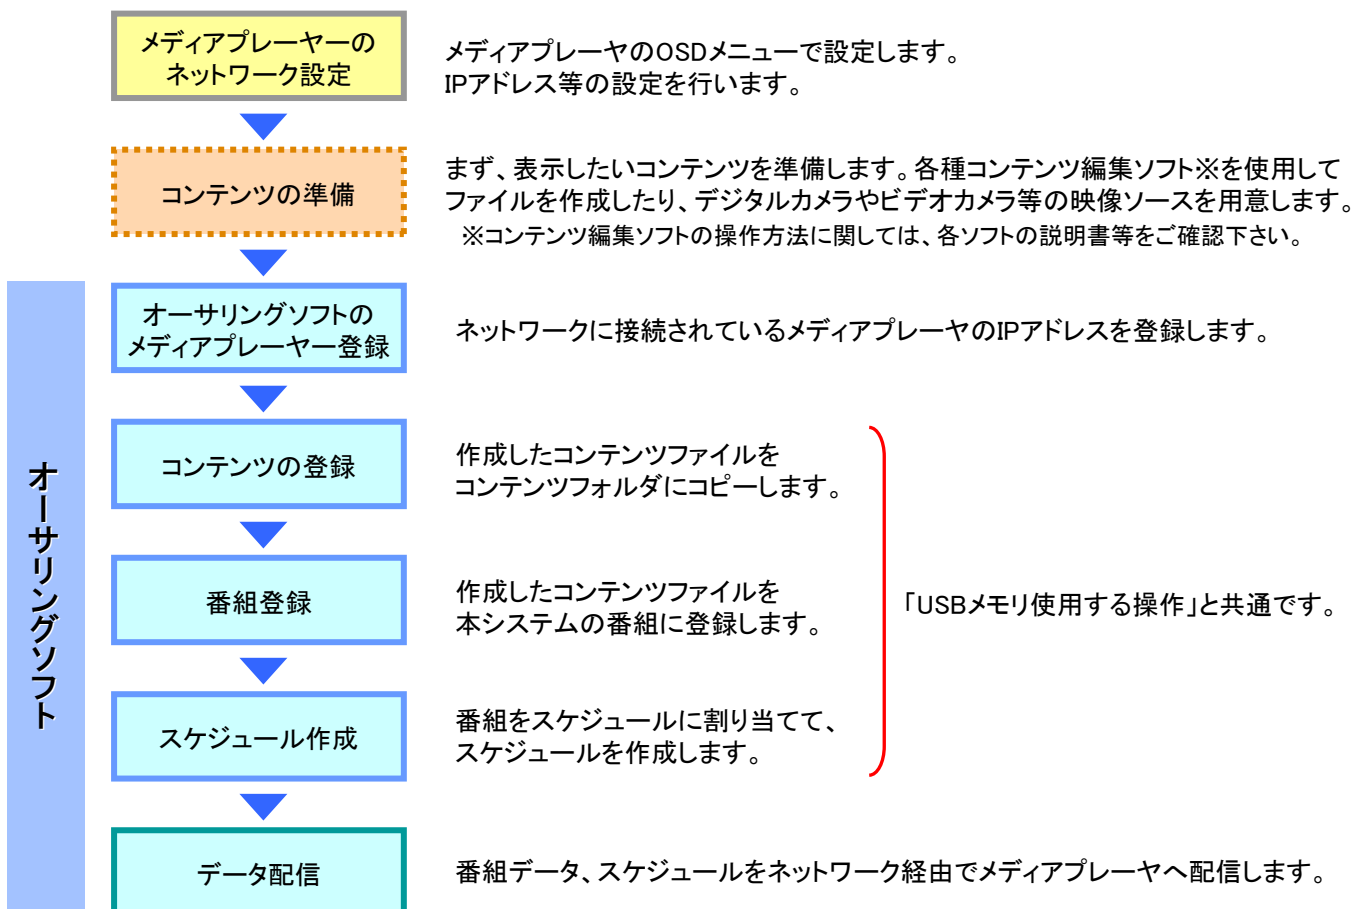 メディアプレーヤーの
ネットワーク設定
メディアプレーヤのOSDメニューで設定します。
IPアドレス等の設定を行います。
コンテンツの準備
まず、表示したいコンテンツを準備します。各種コンテンツ編集ソフト※を使用して
ファイルを作成したり、デジタルカメラやビデオカメラ等の映像ソースを用意します。
※コンテンツ編集ソフトの操作方法に関しては、各ソフトの説明書等をご確認下さい。
オーサリングソフト
オーサリングソフトの
メディアプレーヤー登録
ネットワークに接続されているメディアプレーヤのIPアドレスを登録します。
コンテンツの登録
作成したコンテンツファイルを
コンテンツフォルダにコピーします。
番組登録
作成したコンテンツファイルを
本システムの番組に登録します。
「USBメモリ使用する操作」と共通です。
スケジュール作成
番組をスケジュールに割り当てて、
スケジュールを作成します。
データ配信
番組データ、スケジュールをネットワーク経由でメディアプレーヤへ配信します。